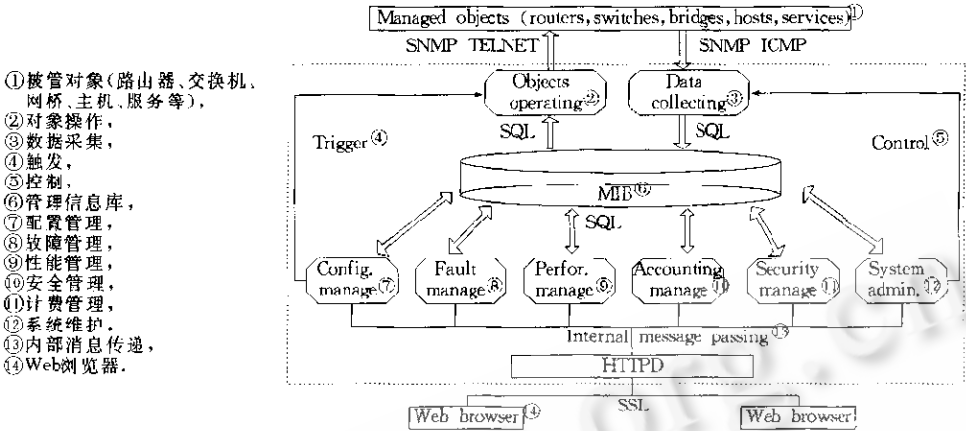 Managed objects (routers, switches, bridges, hosts, services)①
SNMP TELNET
SNMP ICMP
Objects
operating②
Data
collecting③
SQL
SQL
Trigger④
Control⑤
MIB⑥
SQL
Config.
manage⑦
Fault
manage⑧
Perfor.
manage⑨
Accounting
manage⑩
Security
manage⑪
System
admin.⑫
Internal message passing⑬
HTTPD
SSL
Web browser⑭
Web browser
①被管对象(路由器、交换机、
网桥、主机、服务等),
②对象操作,
③数据采集,
④触发,
⑤控制,
⑥管理信息库,
⑦配置管理,
⑧故障管理,
⑨性能管理,
⑩安全管理,
⑪计费管理,
⑫系统维护.
⑬内部消息传递,
⑭Web浏览器.